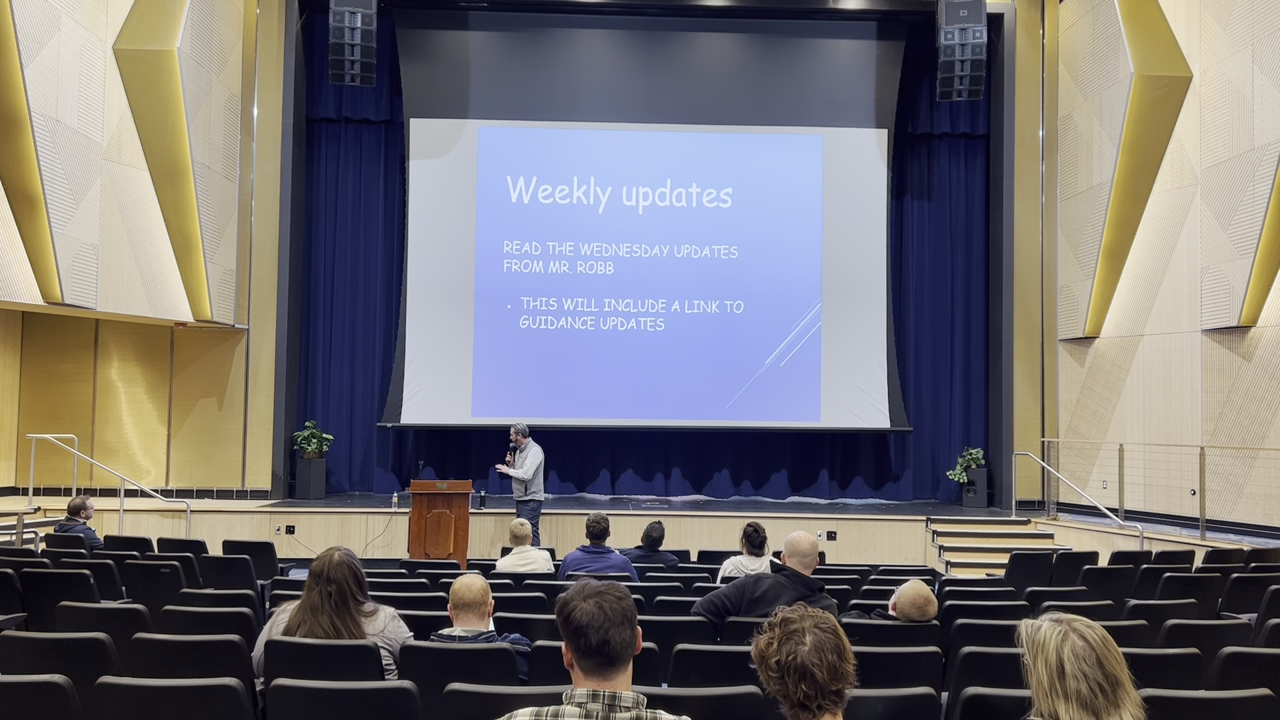 Weekly updates
READ THE WEDNESDAY UPDATES
FROM MR. ROBB
. THIS WILL INCLUDE A LINK TO
GUIDANCE UPDATES